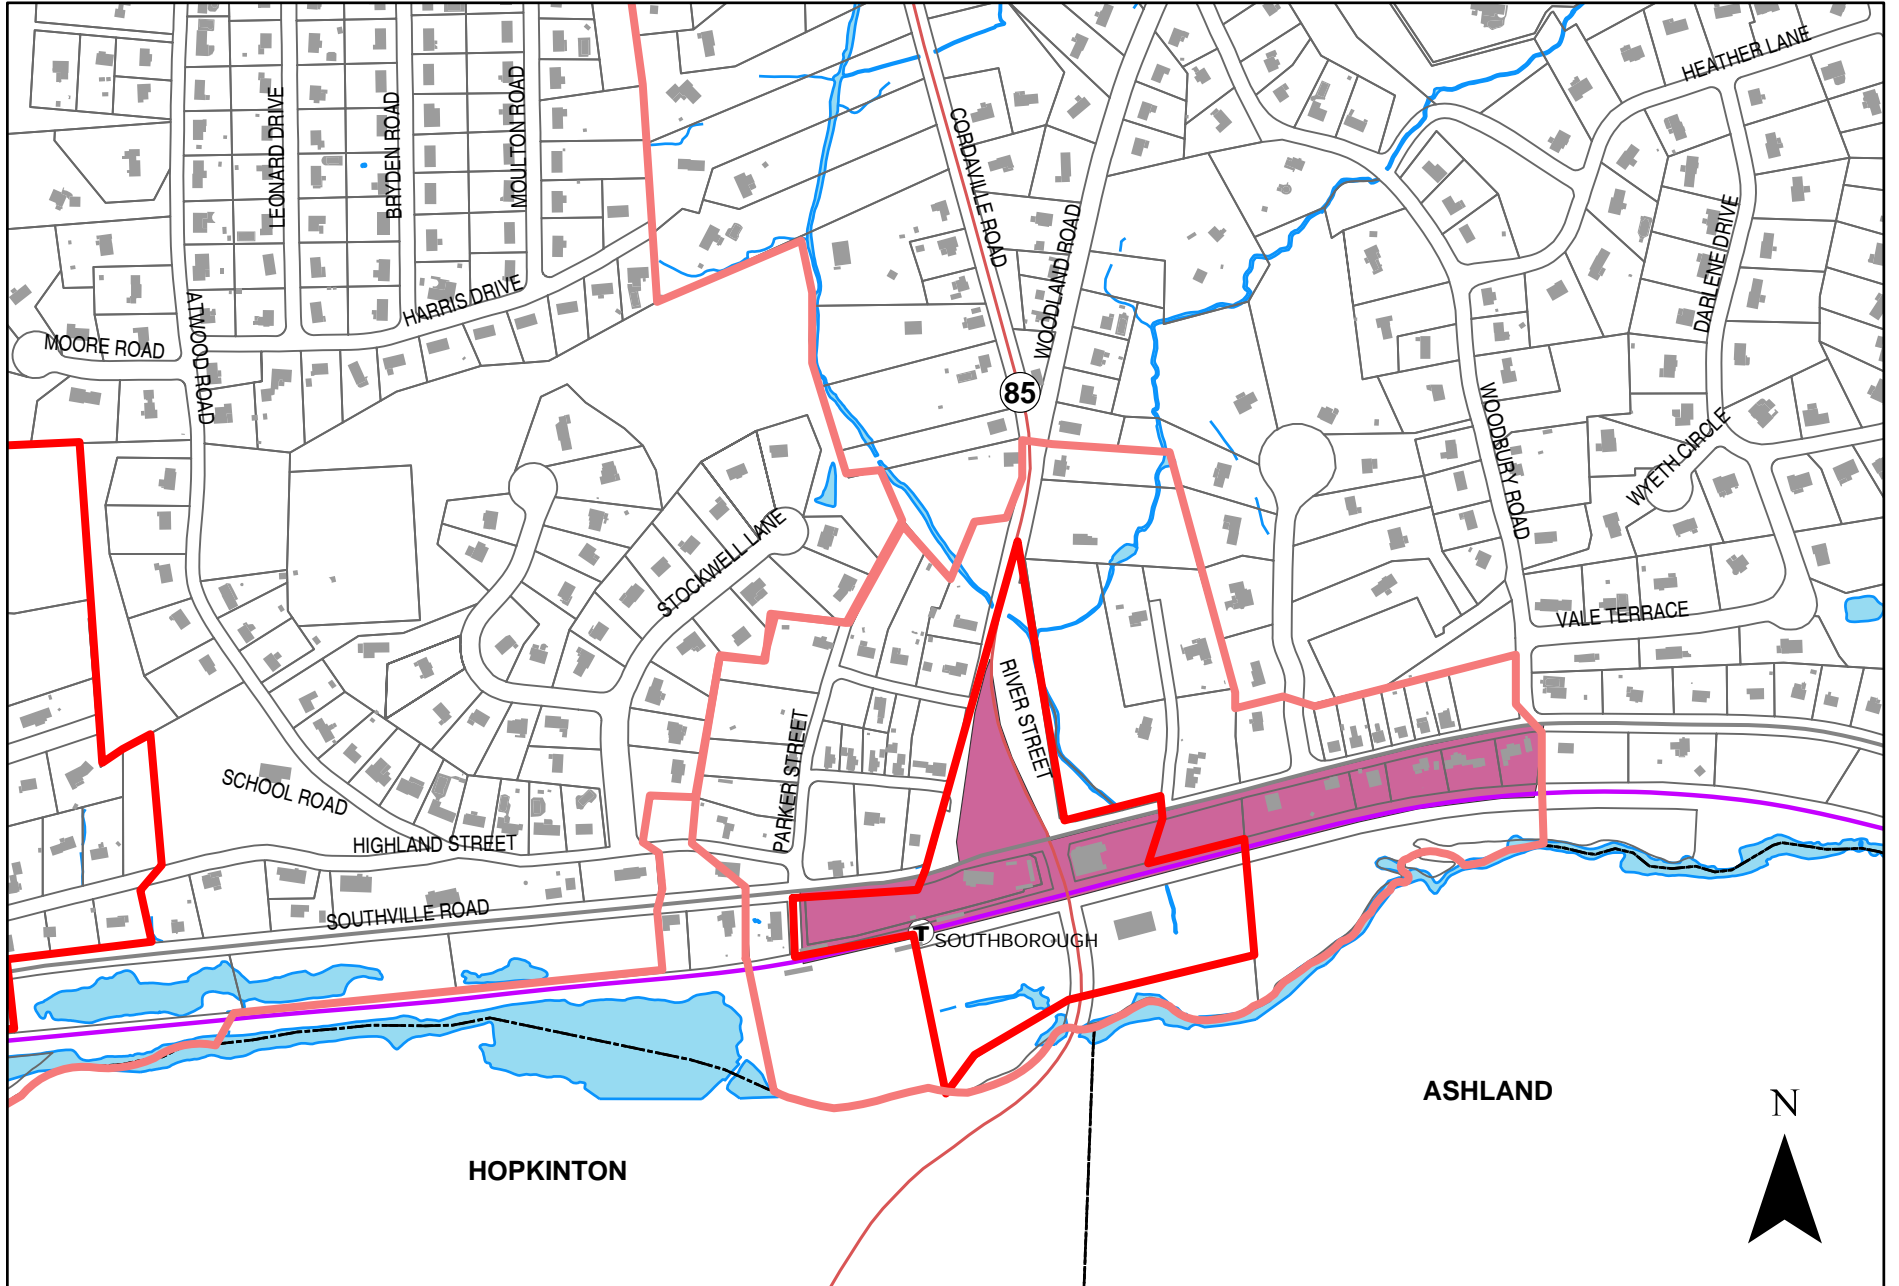 HEATHER LANE
LEONARD DRIVE
BRYDEN ROAD
MOULTON ROAD
CORDAVILLE ROAD
WOODLAND ROAD
DARLENE DRIVE
HARRIS DRIVE
ATWOOD ROAD
MOORE ROAD
85
WOODBURY ROAD
WYETH CIRCLE
STOCKWELL LANE
VALE TERRACE
RIVER STREET
PARKER STREET
SCHOOL ROAD
HIGHLAND STREET
SOUTHVILLE ROAD
T SOUTHBOROUGH
ASHLAND
N
HOPKINTON